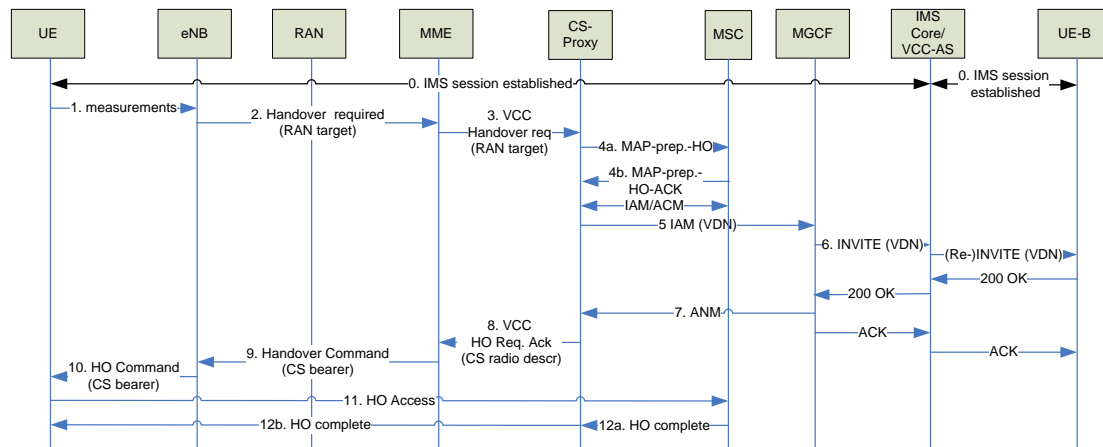 UE
eNB
RAN
MME
CS-
Proxy
MSC
MGCF
IMS
Core/
VCC-AS
UE-B
0. IMS session established
0. IMS session
established
1. measurements
2. Handover required
(RAN target)
3. VCC
Handover req
(RAN target)
4a. MAP-prep.-HO
4b. MAP-prep.-
HO-ACK
IAM/ACM
5 IAM (VDN)
6. INVITE (VDN)
(Re-)INVITE (VDN)
200 OK
200 OK
7. ANM
ACK
ACK
8. VCC
HO Req. Ack
(CS radio descr)
9. Handover Command
(CS bearer)
10. HO Command
(CS bearer)
11. HO Access
12b. HO complete
12a. HO complete